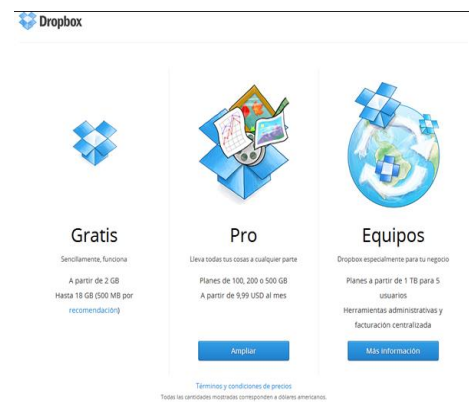 Dropbox
Gratis
Sencillamente, funciona
A partir de 2 GB
Hasta 18 GB (500 MB por
recomendación)
Pro
Lleva todas tus cosas a cualquier parte
Planes de 100, 200 o 500 GB
A partir de 9,99 USD al mes
Ampliar
Equipos
Dropbox especialmente para tu negocio
Planes a partir de 1 TB para 5
usuarios
Herramientas administrativas y
facturación centralizada
Más información
Términos y condiciones de precios
Todas las cantidades mostradas corresponden a dólares americanos.